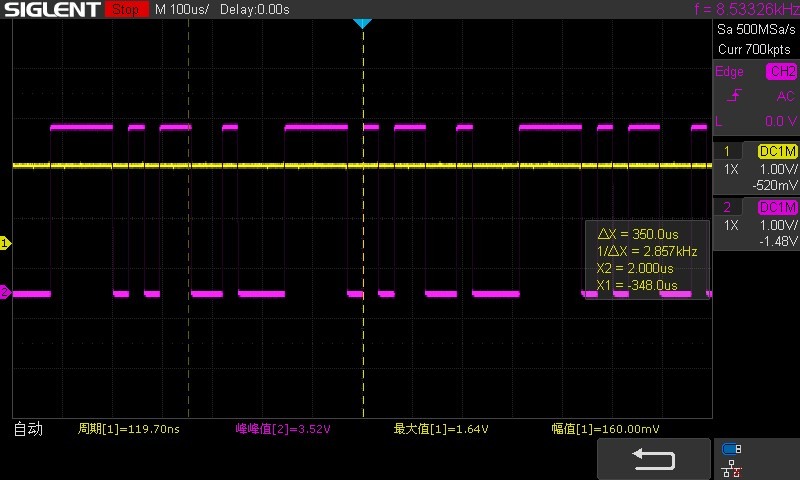 SIGLENT Stop M 100us/ Delay:0.00s f = 8.53326kHz
Sa 500MSa/s
Curr 700kpts
Edge CH2
AC
L 0.0 V
1 DC1M
1X 1.00V/
-520mV
2 DC1M
1X 1.00V/
-1.48V
1
2
△X = 350.0us
1/△X = 2.857kHz
X2 = 2.000us
X1 = -348.0us
自动 周期[1]=119.70ns 峰峰值[2]=3.52V 最大值[1]=1.64V 幅值[1]=160.00mV